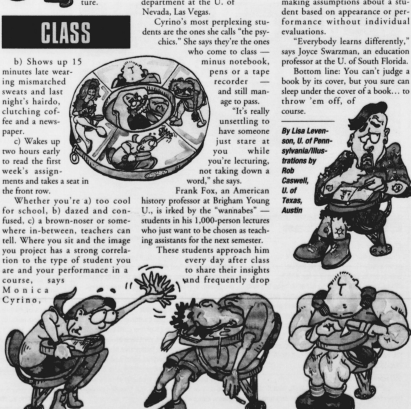 ture.
CLASS
b) Shows up 15
minutes late wear-
ing mismatched
sweats and last
night's hairdo,
clutching cof-
fee and a news-
paper.
c) Wakes up
two hours early
to read the first
week's assign-
ments and takes a seat in
the front row.
Whether you're a) too cool
for school, b) dazed and con-
fused, c) a brown-noser or some-
where in-between, teachers can
tell. Where you sit and the image
you project has a strong correla-
tion to the type of student you
are and your performance in a
course, says
Monica
Cyrino,
department at the U. of
Nevada, Las Vegas.
Cyrino's most perplexing stu-
dents are the ones she calls "the psy-
chics." She says they're the ones
who come to class —
minus notebook,
pens or a tape
recorder —
and still man-
age to pass.
"It's really
unsettling to
have someone
just stare at
you while
you're lecturing,
not taking down a
word," she says.
Frank Fox, an American
history professor at Brigham Young
U., is irked by the "wannabes" —
students in his 1,000-person lectures
who just want to be chosen as teach-
ing assistants for the next semester.
These students approach him
every day after class
to share their insights
and frequently drop
making assumptions about a stu-
dent based on appearance or per-
formance without individual
evaluations.
"Everybody learns differently,"
says Joyce Swarzman, an education
professor at the U. of South Florida.
Bottom line: You can't judge a
book by its cover, but you sure can
sleep under the cover of a book... to
throw 'em off, of
course.
By Lisa Leven-
son, U. of Penn-
sylvania/Illus-
trations by
Rob
Caswell,
U. of
Texas,
Austin